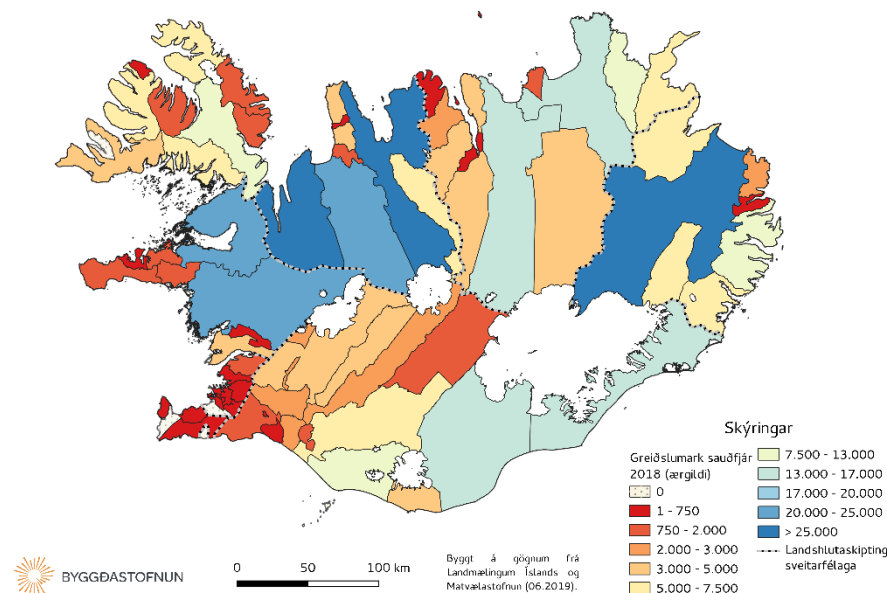 Skýringar
Greiðslumark sauðfjár
2018 (ærgildi)
0
1 - 750
750 - 2.000
2.000 - 3.000
3.000 - 5.000
5.000 - 7.500
7.500 - 13.000
13.000 - 17.000
17.000 - 20.000
20.000 - 25.000
> 25.000
Landshlutaskipting
sveitarfélaga
BYGGÐASTOFNUN
0 50 100 km
Byggt á gögnum frá
Landmælingum Íslands og
Matvælastofnun (06.2019).